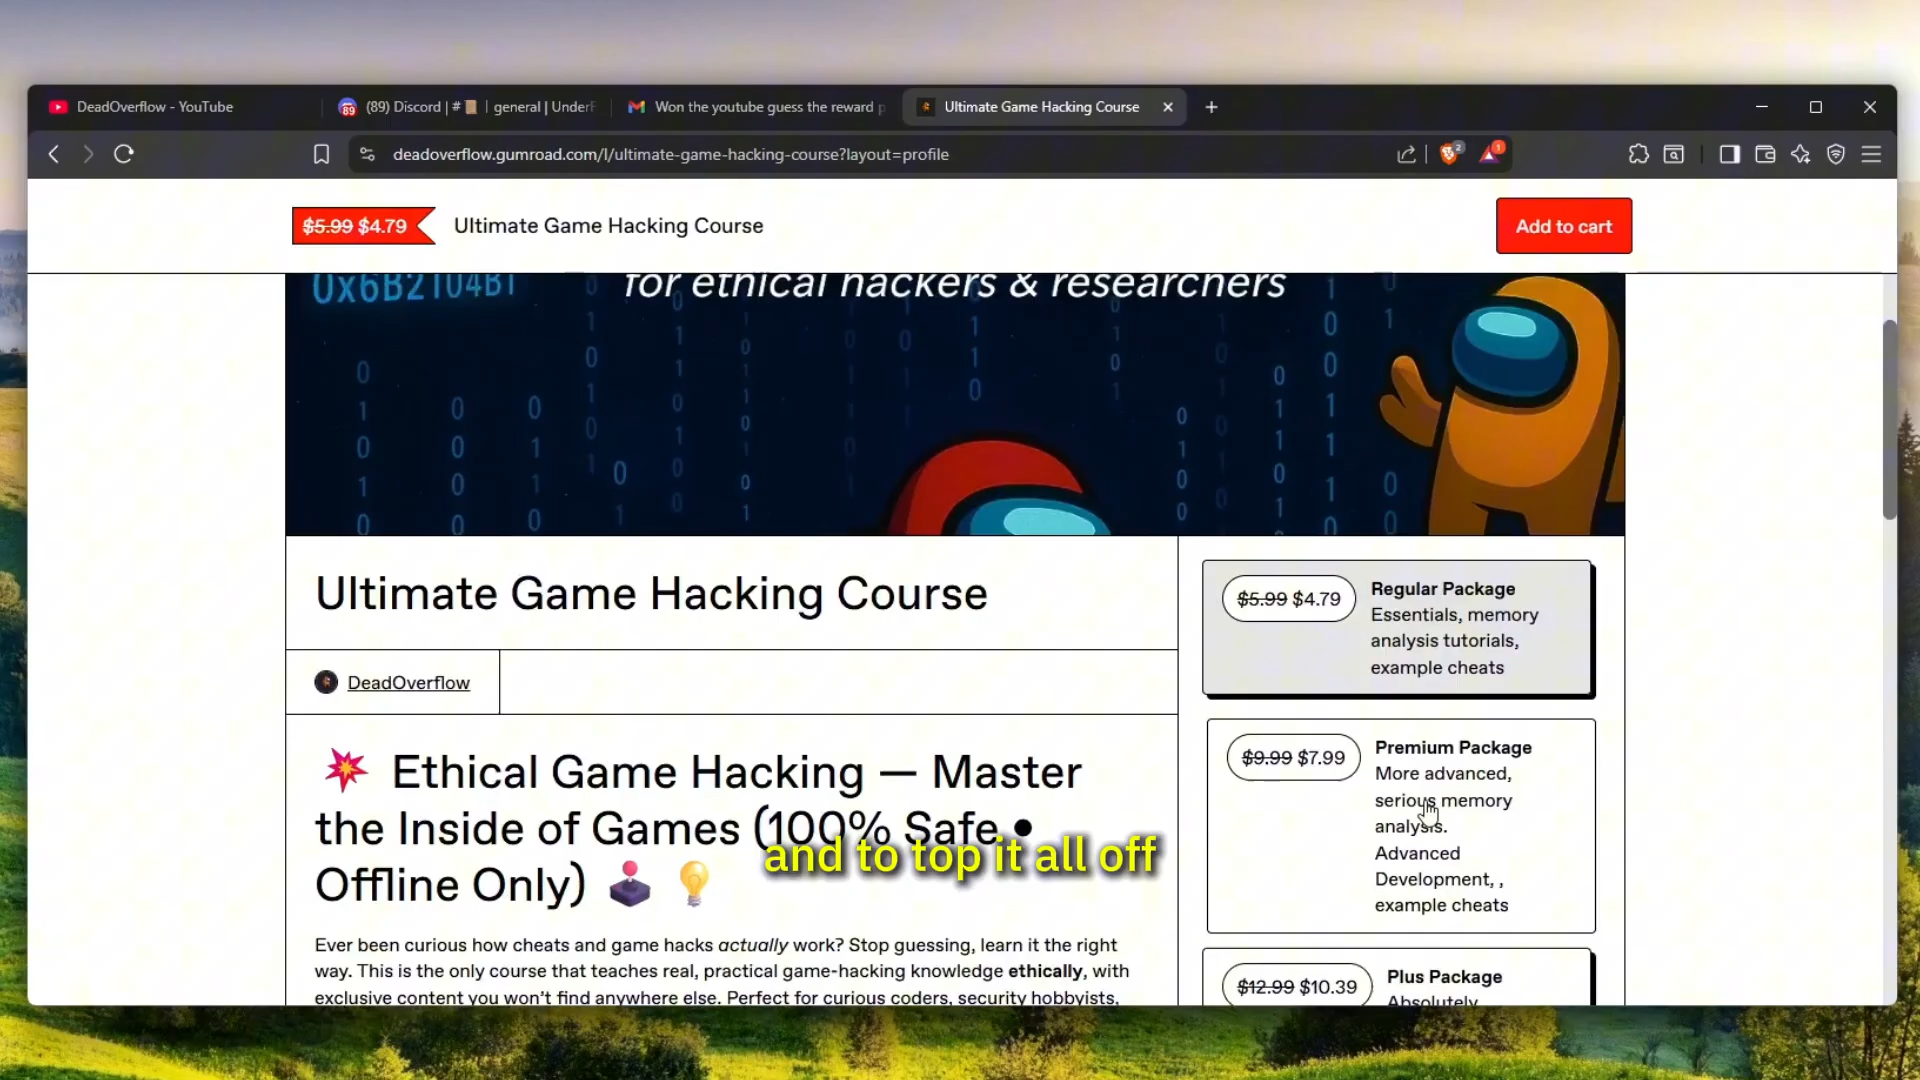 DeadOverflow - YouTube
(89) Discord | # | general | UnderF
Won the youtube guess the reward p
Ultimate Game Hacking Course
deadoverflow.gumroad.com/l/ultimate-game-hacking-course?layout=profile
$5.99 $4.79
Ultimate Game Hacking Course
Add to cart
0x6B2104B1
for ethical hackers & researchers
Ultimate Game Hacking Course
DeadOverflow
Ethical Game Hacking — Master
the Inside of Games (100% Safe •
Offline Only)
Ever been curious how cheats and game hacks actually work? Stop guessing, learn it the right
way. This is the only course that teaches real, practical game-hacking knowledge ethically, with
exclusive content you won't find anywhere else. Perfect for curious coders, security hobbyists,
$5.99 $4.79
Regular Package
Essentials, memory
analysis tutorials,
example cheats
$9.99 $7.99
Premium Package
More advanced,
serious memory
analysis.
Advanced
Development, ,
example cheats
$12.99 $10.39
Plus Package
Absolutely
and to top it all off